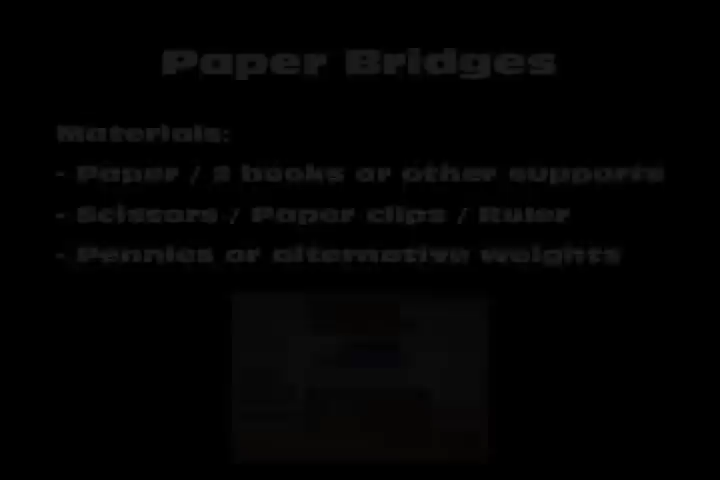 Paper Bridges
Materials:
- Paper / 2 books or other supports
- Scissors / Paper clips / Ruler
- Pennies or alternative weights